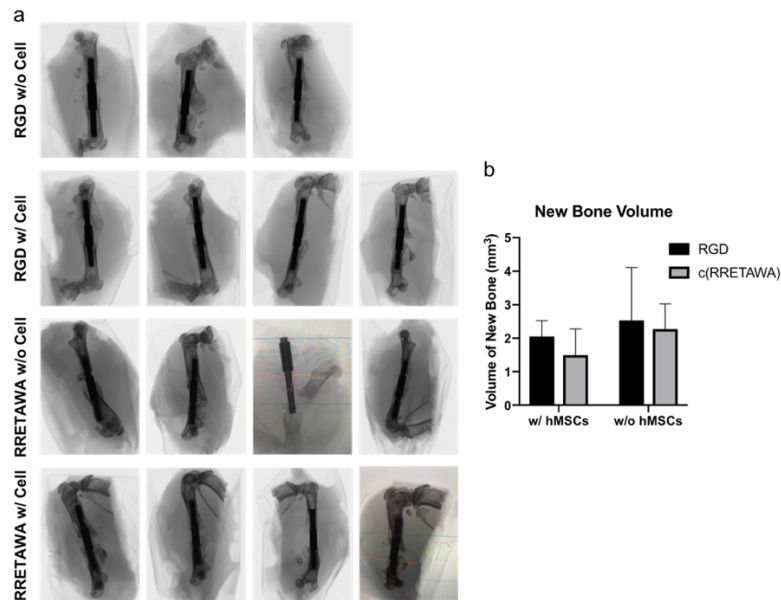 a
RGD w/o Cell
RGD w/ Cell
RRETAWA w/o Cell
RRETAWA w/ Cell
b
New Bone Volume
Volume of New Bone (mm³)
5
4
3
2
1
0
w/ hMSCs
w/o hMSCs
RGD
c(RRETAWA)